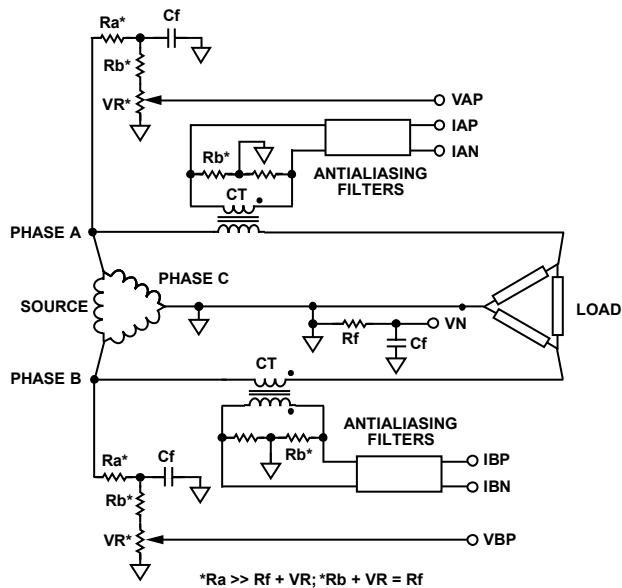 Ra*
Cf
Rb*
VR*
VAP
IAP
IAN
Rb*
ANTIALIASING
FILTERS
CT
PHASE A
PHASE C
SOURCE
LOAD
VN
Rf
Cf
PHASE B
CT
ANTIALIASING
FILTERS
Rb*
IBP
IBN
Ra*
Cf
Rb*
VR*
VBP
*Ra >> Rf + VR; *Rb + VR = Rf